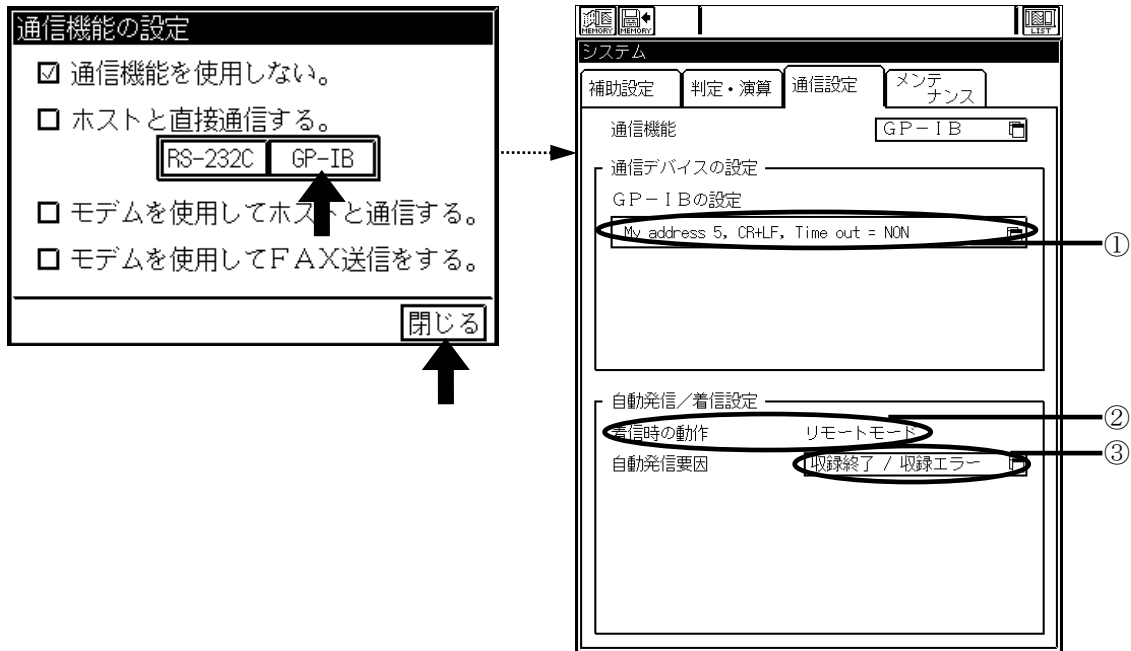 通信機能の設定
通信機能を使用しない。
ホストと直接通信する。
RS-232C GP-IB
モデムを使用してホストと通信する。
モデムを使用してFAX送信をする。
閉じる
MEMORY MEMORY LIST
システム
補助設定 判定・演算 通信設定 メンテナンス
通信機能 GP-IB
通信デバイスの設定
GP-IBの設定
My address 5, CR+LF, Time out = NON
①
自動発信/着信設定
②
着信時の動作 リモートモード
③
自動発信要因 収録終了 / 収録エラー